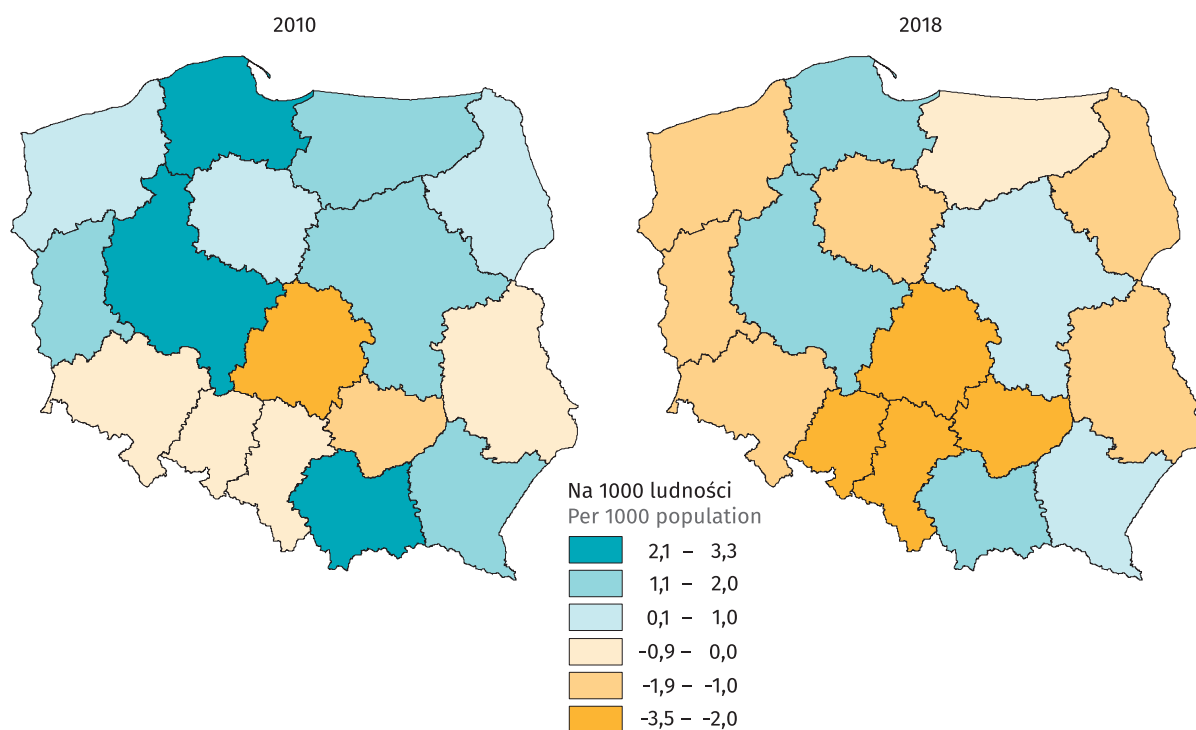 2010
2018
Na 1000 ludności
Per 1000 population
2,1 – 3,3
1,1 – 2,0
0,1 – 1,0
-0,9 – 0,0
-1,9 – -1,0
-3,5 – -2,0